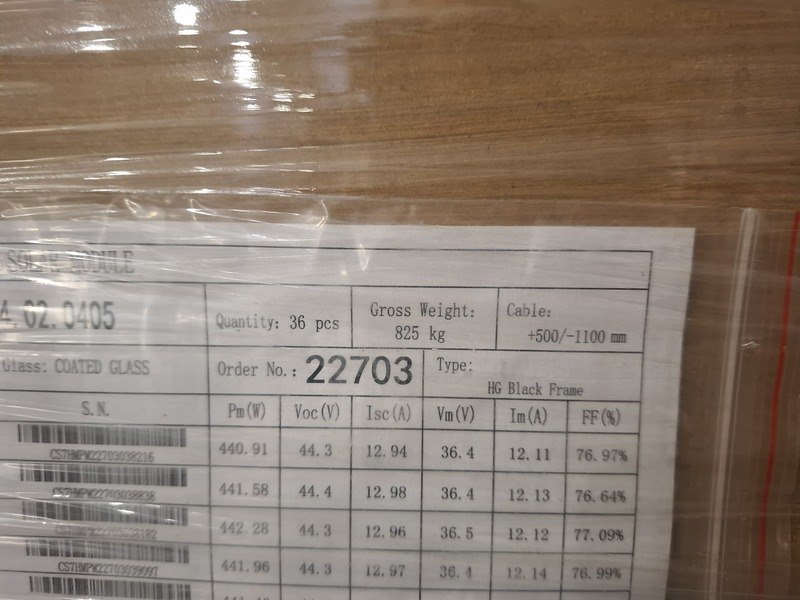 SOLAR MODULE
4.02.0405 Quantity: 36 pcs Gross Weight: 825 kg Cable: +500/-1100 mm
Glass: COATED GLASS Order No.: 22703 Type: HG Black Frame
S.N. Pm(W) Voc(V) Isc(A) Vm(V) Im(A) FF(%)
CS7HMPW22703038216 440.91 44.3 12.94 36.4 12.11 76.97%
CS7HMPW22703038838 441.58 44.4 12.98 36.4 12.13 76.64%
442.28 44.3 12.96 36.5 12.12 77.09%
CS7HMPW22703039097 441.96 44.3 12.97 36.4 12.14 76.99%